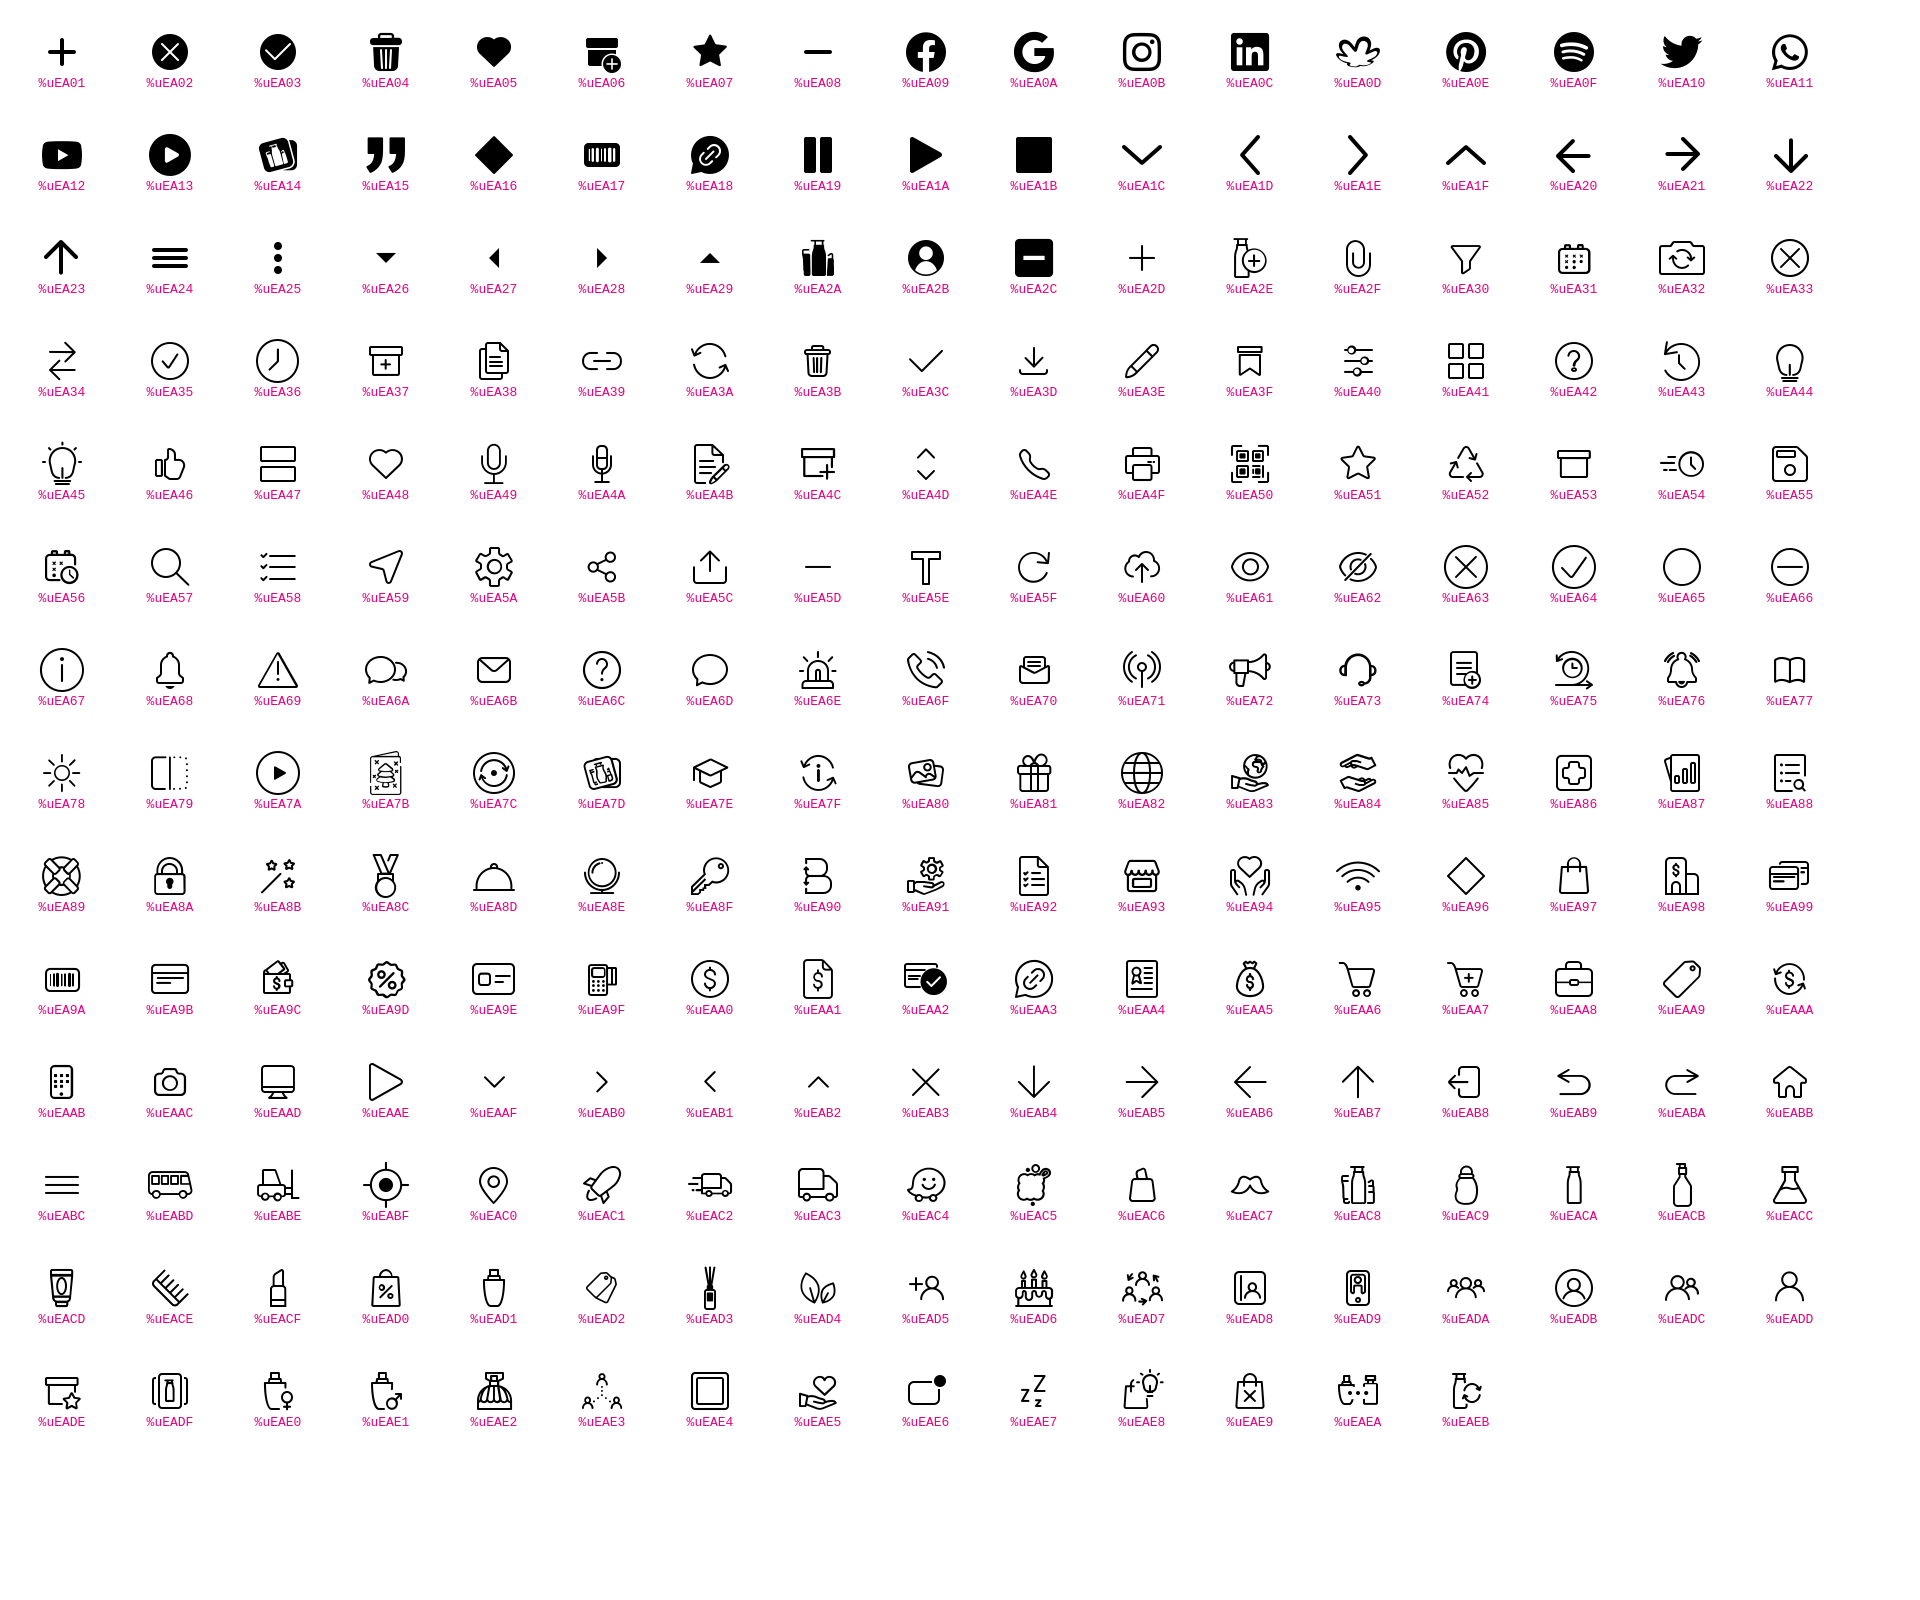 %uEA01 %uEA02 %uEA03 %uEA04 %uEA05 %uEA06 %uEA07 %uEA08 %uEA09 %uEA0A %uEA0B %uEA0C %uEA0D %uEA0E %uEA0F %uEA10 %uEA11
%uEA12 %uEA13 %uEA14 %uEA15 %uEA16 %uEA17 %uEA18 %uEA19 %uEA1A %uEA1B %uEA1C %uEA1D %uEA1E %uEA1F %uEA20 %uEA21 %uEA22
%uEA23 %uEA24 %uEA25 %uEA26 %uEA27 %uEA28 %uEA29 %uEA2A %uEA2B %uEA2C %uEA2D %uEA2E %uEA2F %uEA30 %uEA31 %uEA32 %uEA33
%uEA34 %uEA35 %uEA36 %uEA37 %uEA38 %uEA39 %uEA3A %uEA3B %uEA3C %uEA3D %uEA3E %uEA3F %uEA40 %uEA41 %uEA42 %uEA43 %uEA44
%uEA45 %uEA46 %uEA47 %uEA48 %uEA49 %uEA4A %uEA4B %uEA4C %uEA4D %uEA4E %uEA4F %uEA50 %uEA51 %uEA52 %uEA53 %uEA54 %uEA55
%uEA56 %uEA57 %uEA58 %uEA59 %uEA5A %uEA5B %uEA5C %uEA5D %uEA5E %uEA5F %uEA60 %uEA61 %uEA62 %uEA63 %uEA64 %uEA65 %uEA66
%uEA67 %uEA68 %uEA69 %uEA6A %uEA6B %uEA6C %uEA6D %uEA6E %uEA6F %uEA70 %uEA71 %uEA72 %uEA73 %uEA74 %uEA75 %uEA76 %uEA77
%uEA78 %uEA79 %uEA7A %uEA7B %uEA7C %uEA7D %uEA7E %uEA7F %uEA80 %uEA81 %uEA82 %uEA83 %uEA84 %uEA85 %uEA86 %uEA87 %uEA88
%uEA89 %uEA8A %uEA8B %uEA8C %uEA8D %uEA8E %uEA8F %uEA90 %uEA91 %uEA92 %uEA93 %uEA94 %uEA95 %uEA96 %uEA97 %uEA98 %uEA99
%uEA9A %uEA9B %uEA9C %uEA9D %uEA9E %uEA9F %uEAA0 %uEAA1 %uEAA2 %uEAA3 %uEAA4 %uEAA5 %uEAA6 %uEAA7 %uEAA8 %uEAA9 %uEAAA
%uEAAB %uEAAC %uEAAD %uEAAE %uEAAF %uEAB0 %uEAB1 %uEAB2 %uEAB3 %uEAB4 %uEAB5 %uEAB6 %uEAB7 %uEAB8 %uEAB9 %uEABA %uEABB
%uEABC %uEABD %uEABE %uEABF %uEAC0 %uEAC1 %uEAC2 %uEAC3 %uEAC4 %uEAC5 %uEAC6 %uEAC7 %uEAC8 %uEAC9 %uEACA %uEACB %uEACC
%uEACD %uEACE %uEACF %uEAD0 %uEAD1 %uEAD2 %uEAD3 %uEAD4 %uEAD5 %uEAD6 %uEAD7 %uEAD8 %uEAD9 %uEADA %uEADB %uEADC %uEADD
%uEADE %uEADF %uEAE0 %uEAE1 %uEAE2 %uEAE3 %uEAE4 %uEAE5 %uEAE6 %uEAE7 %uEAE8 %uEAE9 %uEAEA %uEAEB